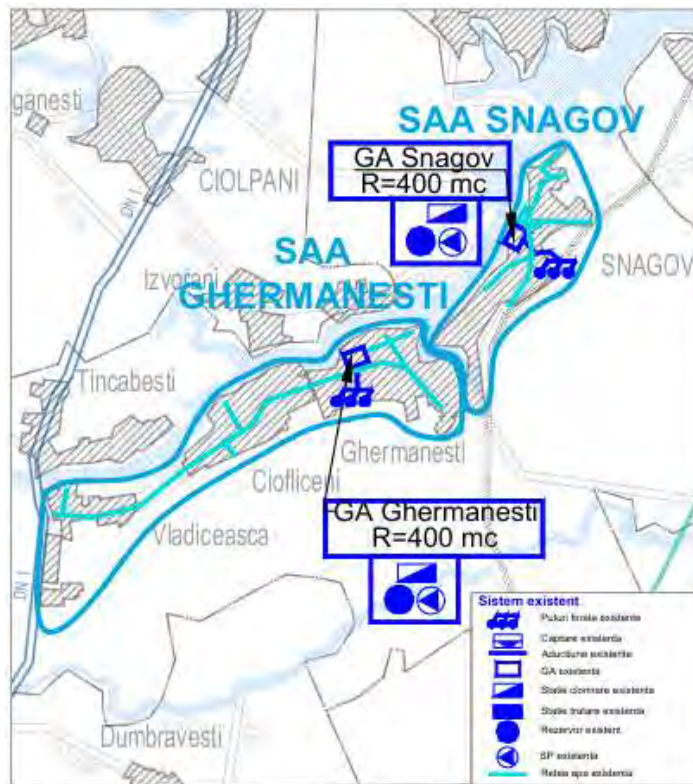 SAA SNAGOV
GA Snagov
R=400 mc
ganesti
CIOLPANI
DN 1
SAA
GHERMANESTI
Izvorani
SNAGOV
Tincabesti
Ghermanesti
Ciofliceni
GA Ghermanesti
R=400 mc
Vladiceasca
DN 1
Dumbravesti
Sistem existent
Puturi forate existente
Captare existenta
Aductiune existenta
GA existenta
Statie clorinare existenta
Statie tratare existenta
Rezervor existent
SP existenta
Retea apa existenta